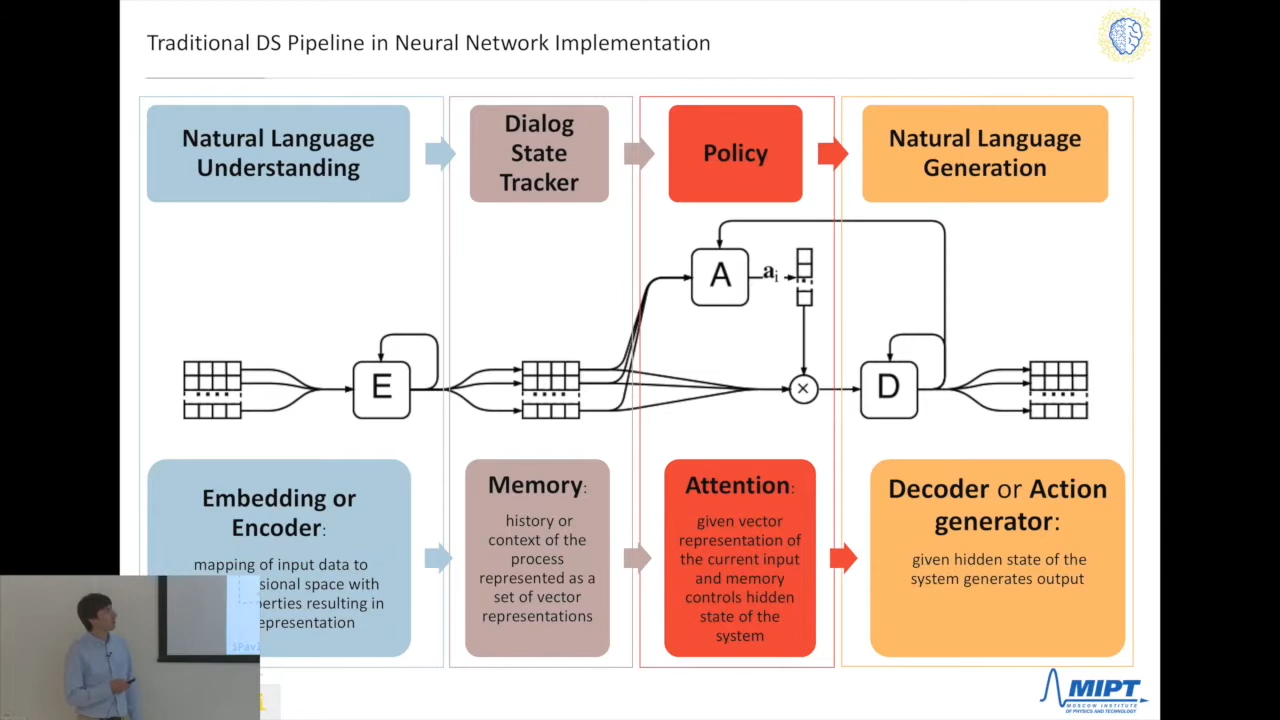 Traditional DS Pipeline in Neural Network Implementation
Natural Language
Understanding
Dialog
State
Tracker
Policy
Natural Language
Generation
A
a_i
E
D
Embedding or
Encoder:
mapping of input data to
sional space with
erties resulting in
epresentation
Memory:
history or
context of the
process
represented as a
set of vector
representations
Attention:
given vector
representation of
the current input
and memory
controls hidden
state of the
system
Decoder or Action
generator:
given hidden state of the
system generates output
MIPT
MOSCOW INSTITUTE
OF PHYSICS AND TECHNOLOGY